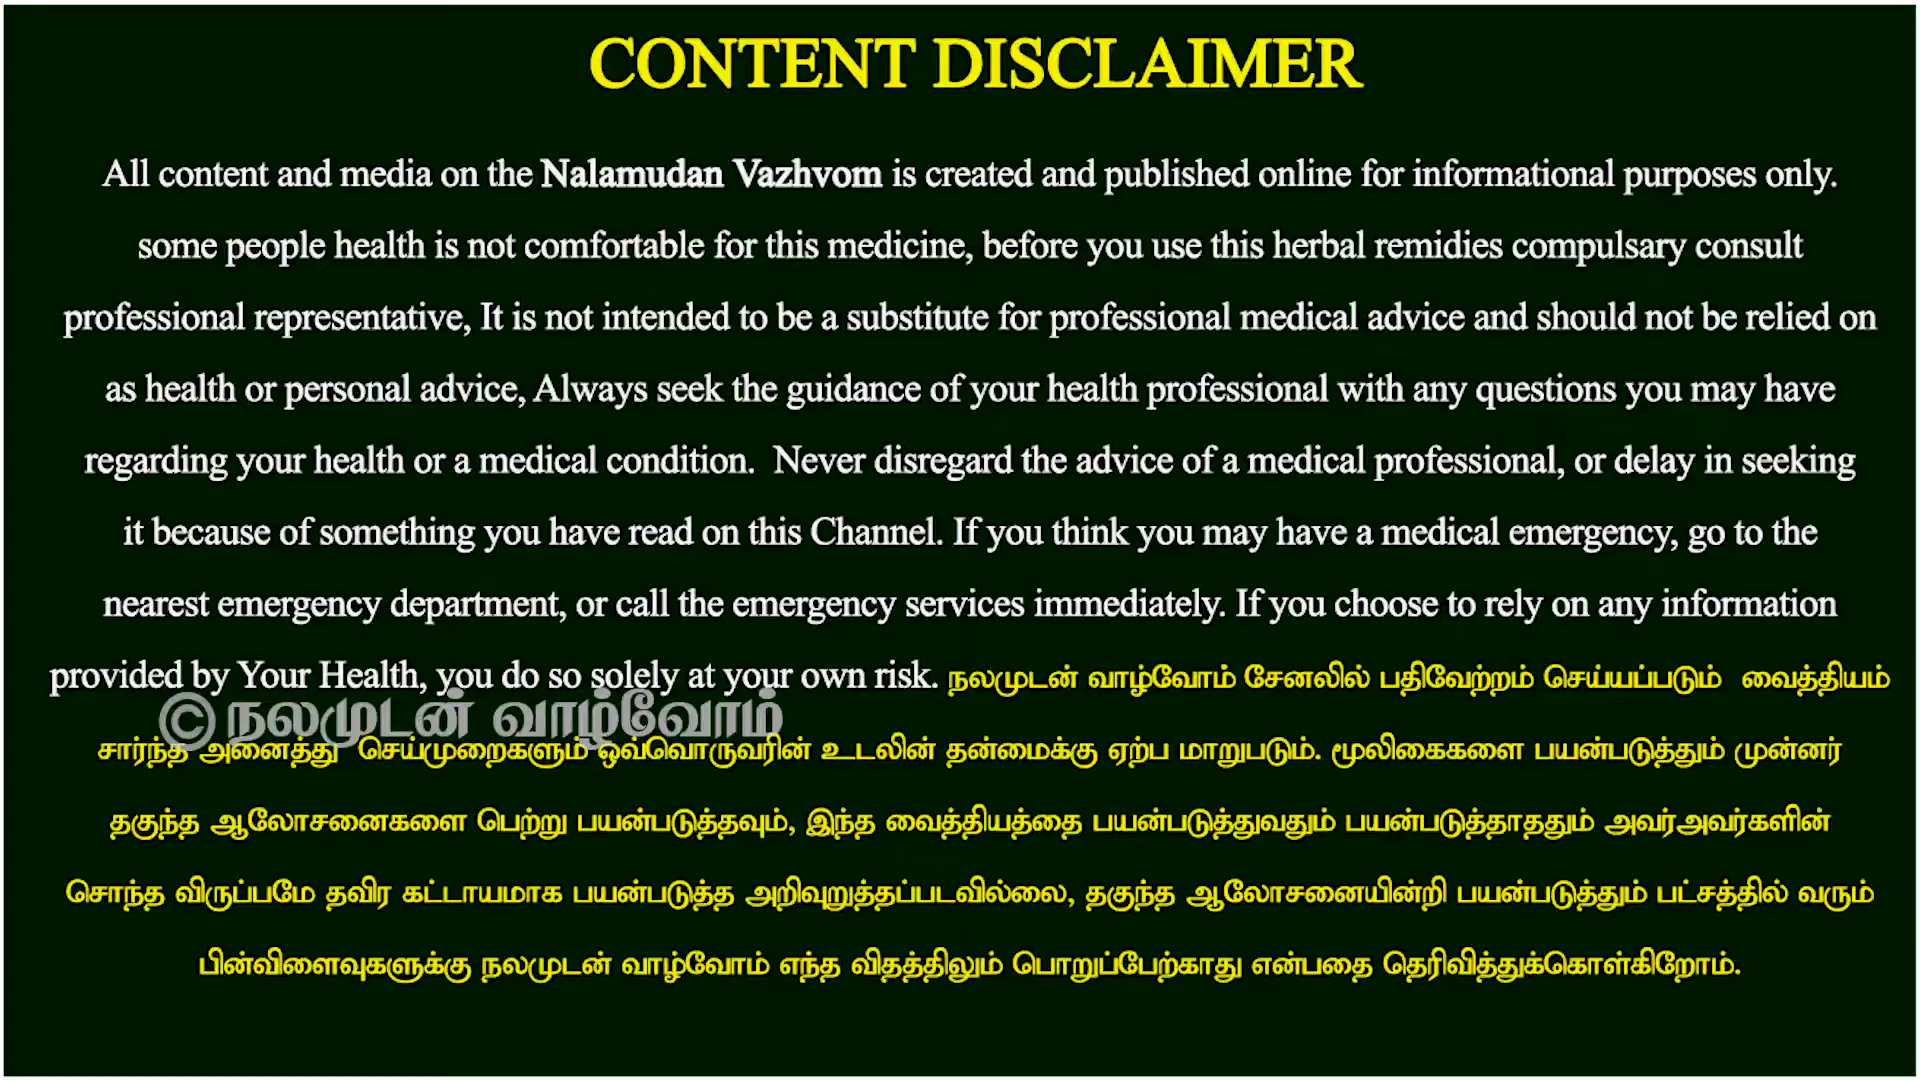 CONTENT DISCLAIMER
All content and media on the Nalamudan Vazhvom is created and published online for informational purposes only.
some people health is not comfortable for this medicine, before you use this herbal remidies compulsary consult
professional representative, It is not intended to be a substitute for professional medical advice and should not be relied on
as health or personal advice, Always seek the guidance of your health professional with any questions you may have
regarding your health or a medical condition.  Never disregard the advice of a medical professional, or delay in seeking
it because of something you have read on this Channel. If you think you may have a medical emergency, go to the
nearest emergency department, or call the emergency services immediately. If you choose to rely on any information
provided by Your Health, you do so solely at your own risk. நலமுடன் வாழ்வோம் சேனலில் பதிவேற்றம் செய்யப்படும்  வைத்தியம்
© நலமுடன் வாழ்வோம்
சார்ந்த அனைத்து  செய்முறைகளும் ஒவ்வொருவரின் உடலின் தன்மைக்கு ஏற்ப மாறுபடும். மூலிகைகளை பயன்படுத்தும் முன்னர்
தகுந்த ஆலோசனைகளை பெற்று பயன்படுத்தவும், இந்த வைத்தியத்தை பயன்படுத்துவதும் பயன்படுத்தாததும் அவர்அவர்களின்
சொந்த விருப்பமே தவிர கட்டாயமாக பயன்படுத்த அறிவுறுத்தப்படவில்லை, தகுந்த ஆலோசனையின்றி பயன்படுத்தும் பட்சத்தில் வரும்
பின்விளைவுகளுக்கு நலமுடன் வாழ்வோம் எந்த விதத்திலும் பொறுப்பேற்காது என்பதை தெரிவித்துக்கொள்கிறோம்.